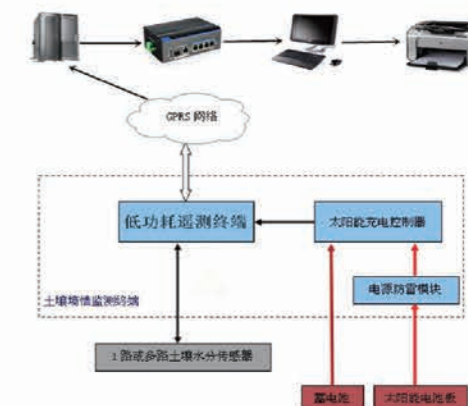 GPRS 网络
低功耗遥测终端
太阳能充电控制器
电源防雷模块
土壤墒情监测终端
1 路或多路土壤水分传感器
蓄电池
太阳能电池板